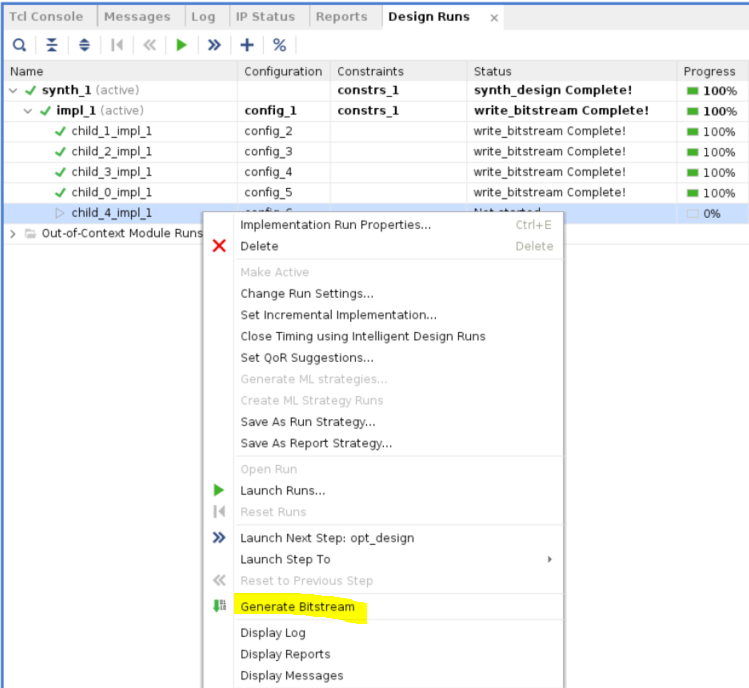 Tcl Console Messages Log IP Status Reports Design Runs ×
Name Configuration Constraints Status Progress
synth_1 (active) constrs_1 synth_design Complete! 100%
impl_1 (active) config_1 constrs_1 write_bitstream Complete! 100%
child_1_impl_1 config_2 write_bitstream Complete! 100%
child_2_impl_1 config_3 write_bitstream Complete! 100%
child_3_impl_1 config_4 write_bitstream Complete! 100%
child_0_impl_1 config_5 write_bitstream Complete! 100%
child_4_impl_1 config_6 Not started 0%
Out-of-Context Module Runs
Implementation Run Properties... Ctrl+E
Delete Delete
Make Active
Change Run Settings...
Set Incremental Implementation...
Close Timing using Intelligent Design Runs
Set QoR Suggestions...
Generate ML strategies...
Create ML Strategy Runs
Save As Run Strategy...
Save As Report Strategy...
Open Run
Launch Runs...
Reset Runs
Launch Next Step: opt_design
Launch Step To
Reset to Previous Step
Generate Bitstream
Display Log
Display Reports
Display Messages